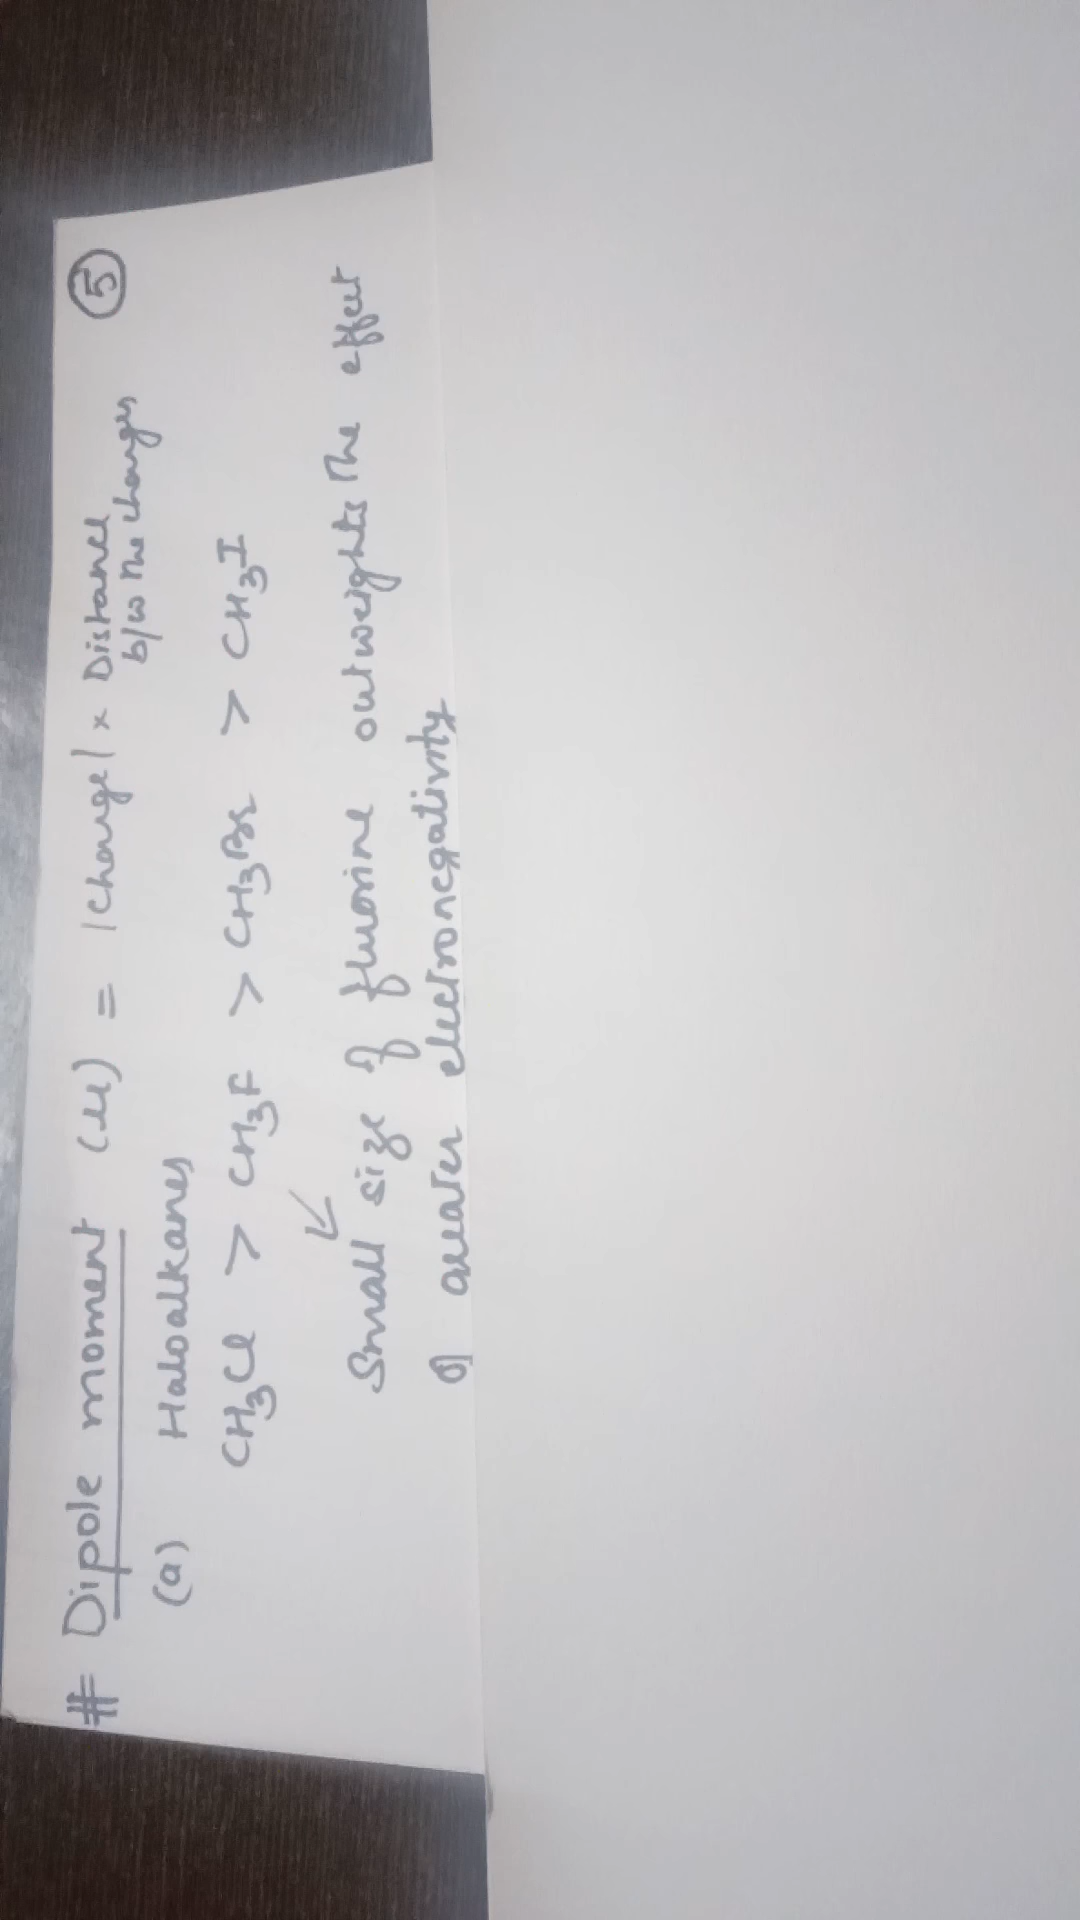 # Dipole moment (μ) = |charge| × Distance
b/w the charges
5
(a) Haloalkanes
CH3Cl > CH3F > CH3Br > CH3I
↙
Small size of fluorine outweights the effect
of greater electronegativity